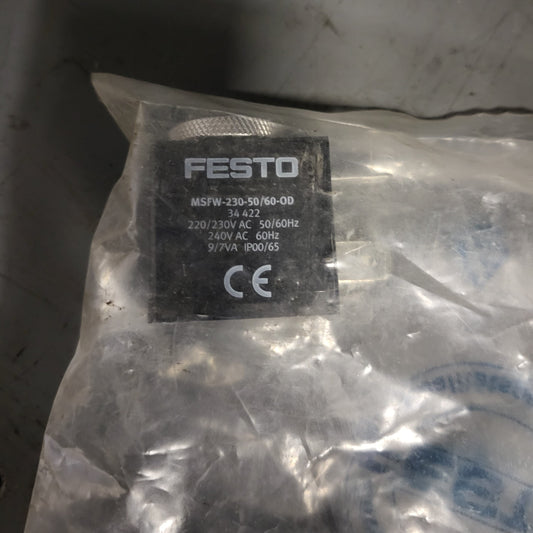 FESTO
MSFW-230-50/60-OD
34 422
220/230V AC 50/60Hz
240V AC 60Hz
9/7VA IP00/65
CE